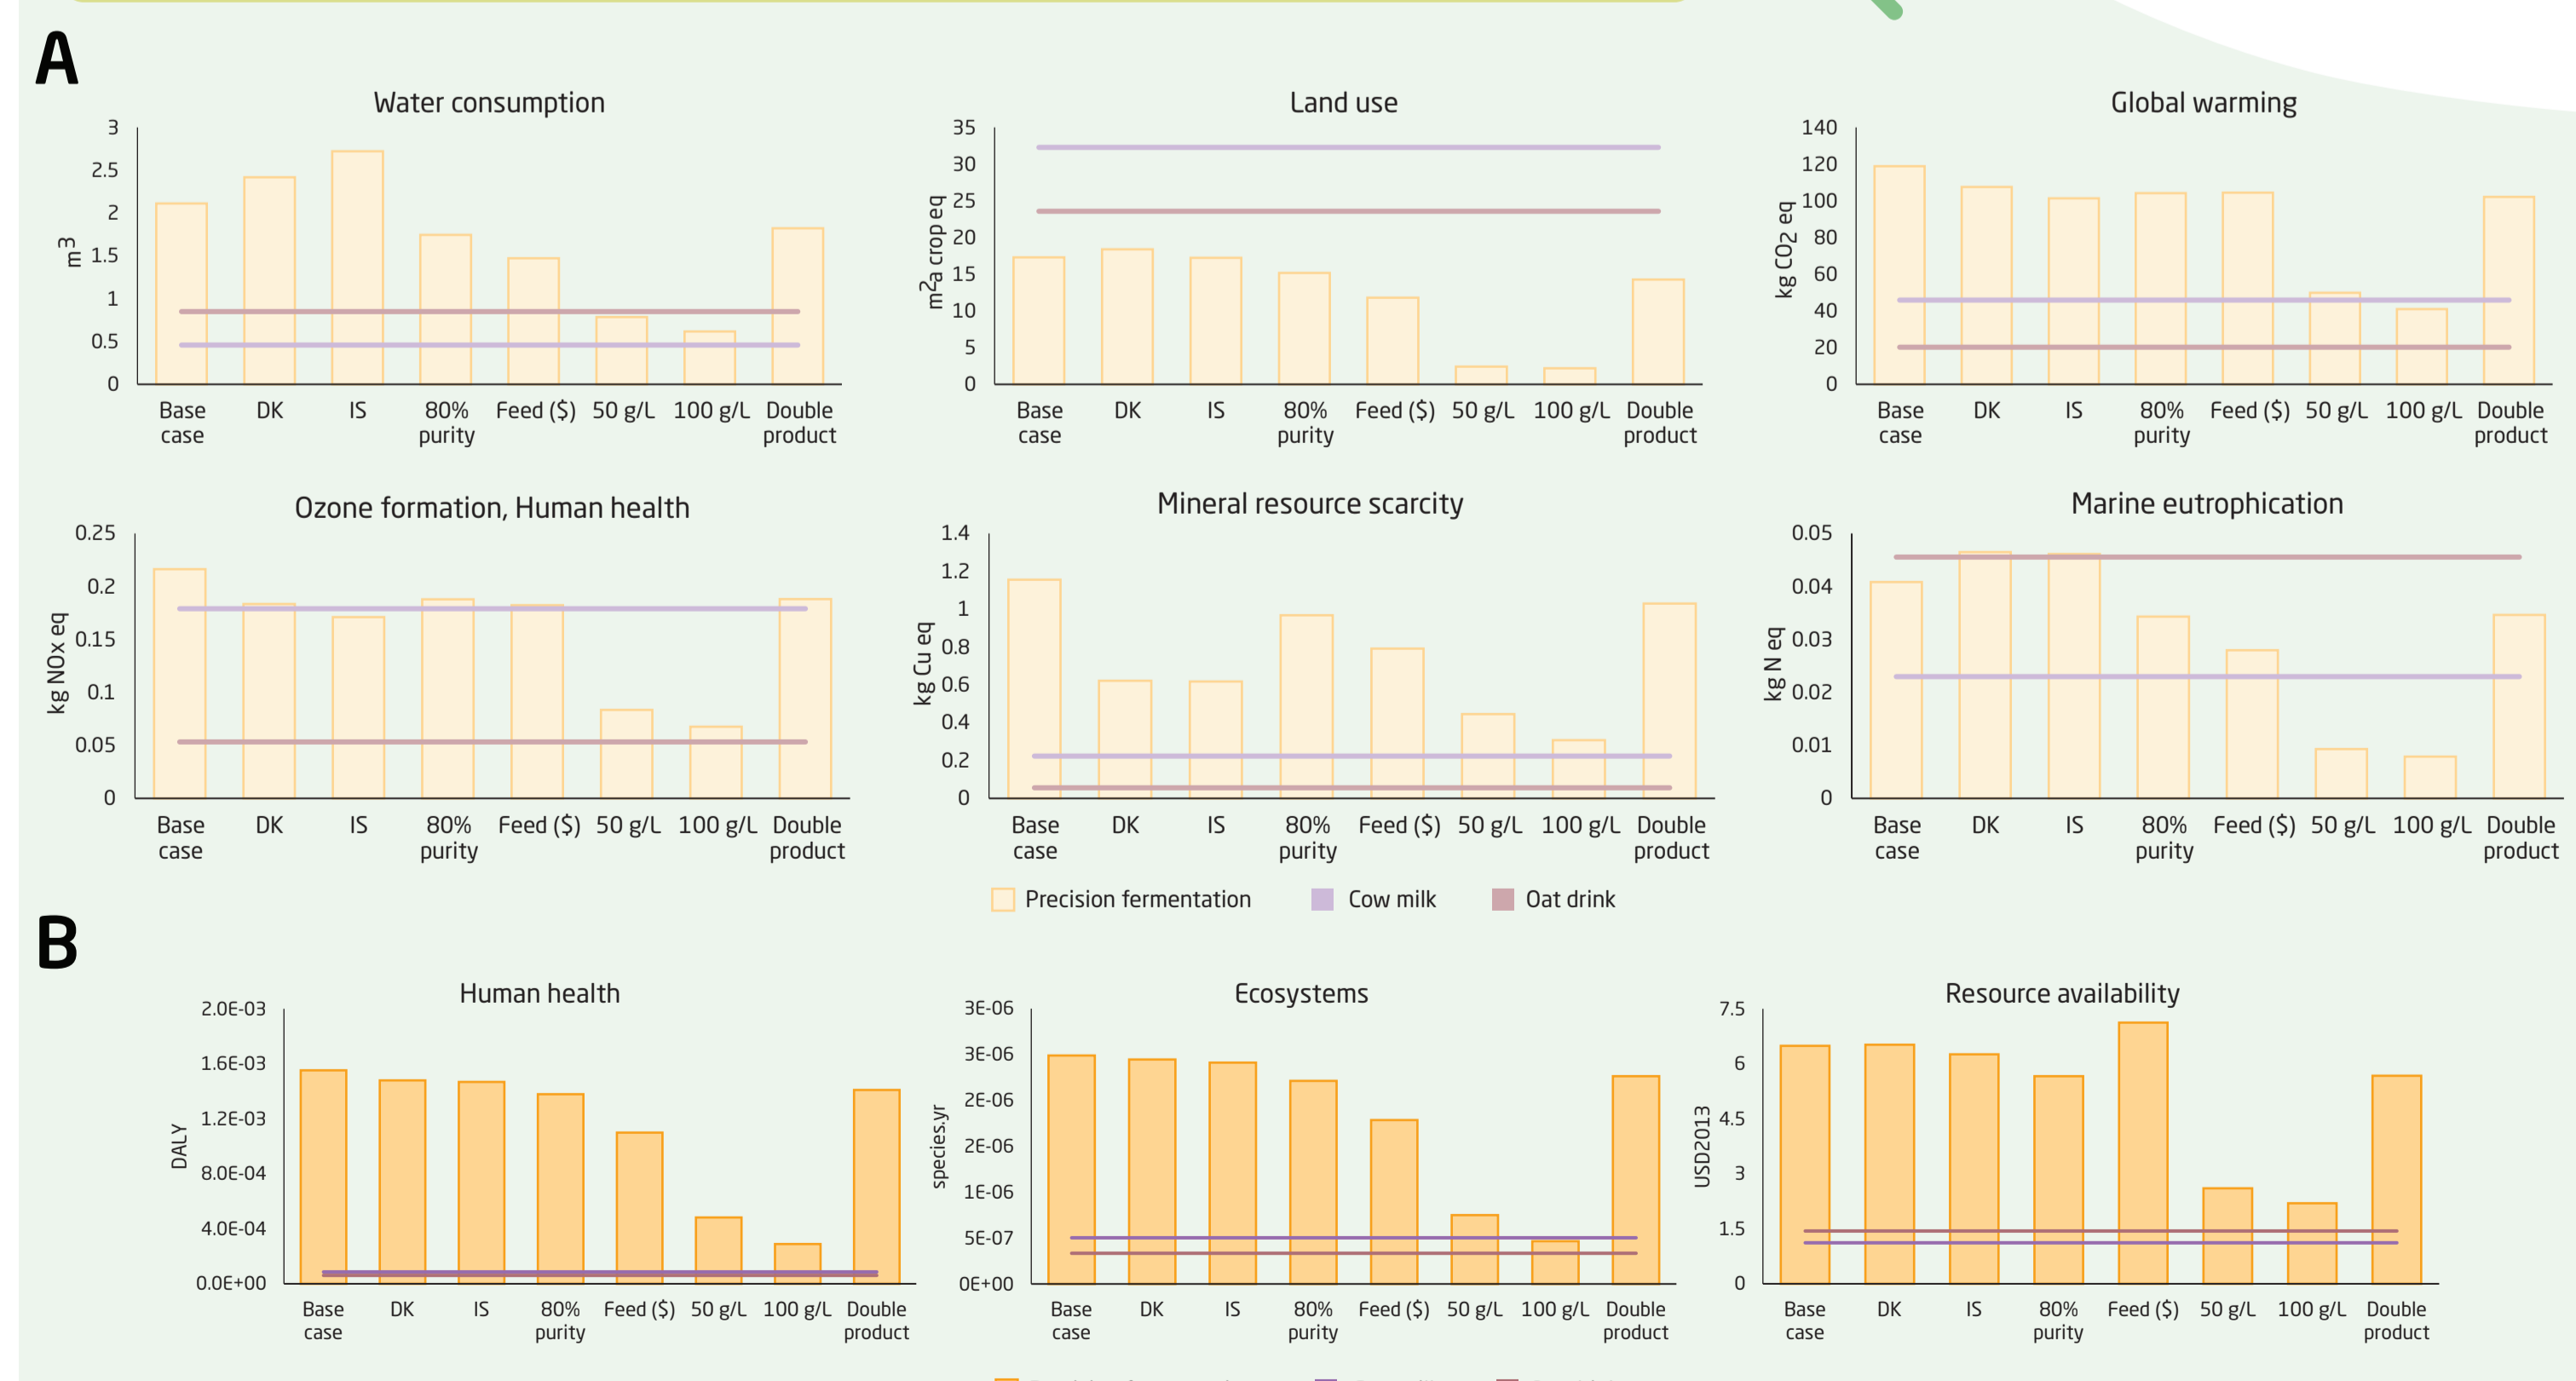 A
Water consumption
3
2.5
2
1.5
1
0.5
0
m3
Base case
DK
IS
80% purity
Feed ($)
50 g/L
100 g/L
Double product
Land use
35
30
25
20
15
10
5
0
m2a crop eq
Base case
DK
IS
80% purity
Feed ($)
50 g/L
100 g/L
Double product
Global warming
140
120
100
80
60
40
20
0
kg CO2 eq
Base case
DK
IS
80% purity
Feed ($)
50 g/L
100 g/L
Double product
Ozone formation, Human health
0.25
0.2
0.15
0.1
0.05
0
kg NOx eq
Base case
DK
IS
80% purity
Feed ($)
50 g/L
100 g/L
Double product
Mineral resource scarcity
1.4
1.2
1
0.8
0.6
0.4
0.2
0
kg Cu eq
Base case
DK
IS
80% purity
Feed ($)
50 g/L
100 g/L
Double product
Marine eutrophication
0.05
0.04
0.03
0.02
0.01
0
kg N eq
Base case
DK
IS
80% purity
Feed ($)
50 g/L
100 g/L
Double product
Precision fermentation
Cow milk
Oat drink
B
Human health
2.0E-03
1.6E-03
1.2E-03
8.0E-04
4.0E-04
0.0E+00
DALY
Base case
DK
IS
80% purity
Feed ($)
50 g/L
100 g/L
Double product
Ecosystems
3E-06
3E-06
2E-06
2E-06
1E-06
5E-07
0E+00
species.yr
Base case
DK
IS
80% purity
Feed ($)
50 g/L
100 g/L
Double product
Resource availability
7.5
6
4.5
3
1.5
0
USD2013
Base case
DK
IS
80% purity
Feed ($)
50 g/L
100 g/L
Double product